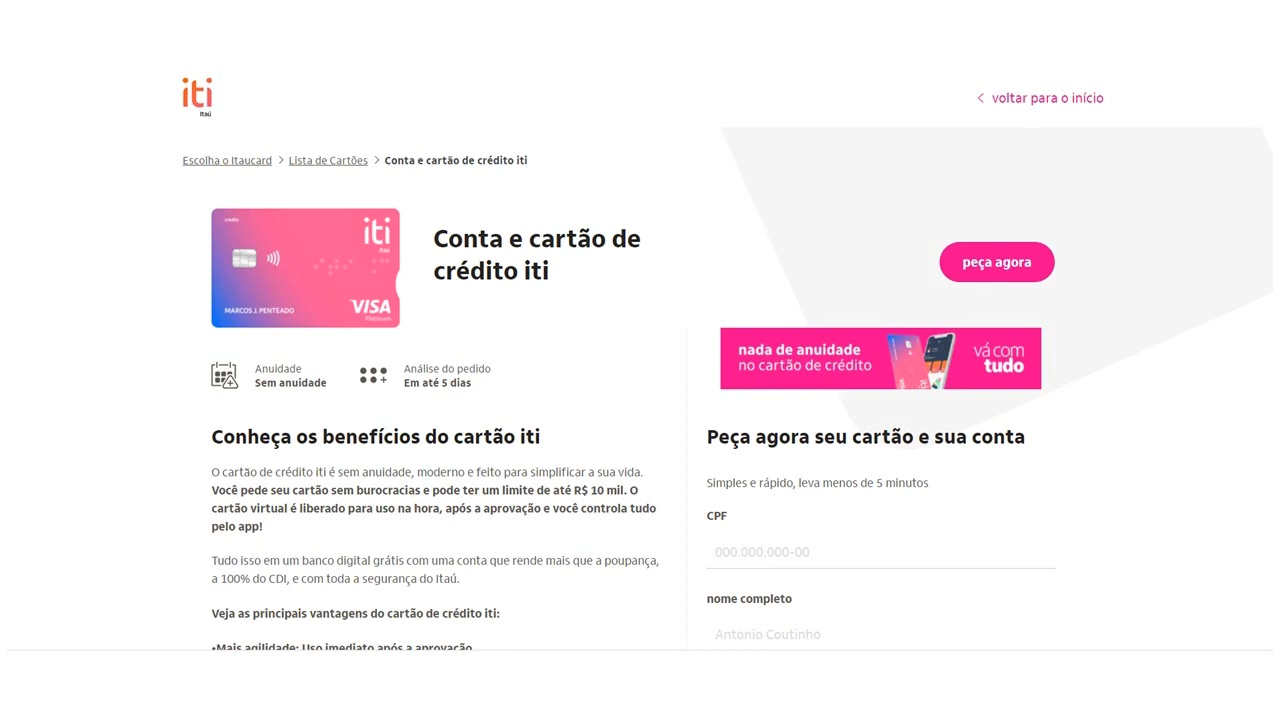 iti
Itaú
voltar para o início
Escolha o Itaucard > Lista de Cartões > Conta e cartão de crédito iti
crédito
iti
Itaú
MARCOS J. PENTEADO
VISA
Platinum
Conta e cartão de
crédito iti
peça agora
nada de anuidade
no cartão de crédito
vá com
tudo
Anuidade
Sem anuidade
Análise do pedido
Em até 5 dias
Conheça os benefícios do cartão iti
O cartão de crédito iti é sem anuidade, moderno e feito para simplificar a sua vida.
Você pede seu cartão sem burocracias e pode ter um limite de até R$ 10 mil. O
cartão virtual é liberado para uso na hora, após a aprovação e você controla tudo
pelo app!
Tudo isso em um banco digital grátis com uma conta que rende mais que a poupança,
a 100% do CDI, e com toda a segurança do Itaú.
Veja as principais vantagens do cartão de crédito iti:
•Mais agilidade: Uso imediato após a aprovação
Peça agora seu cartão e sua conta
Simples e rápido, leva menos de 5 minutos
CPF
000.000.000-00
nome completo
Antonio Coutinho